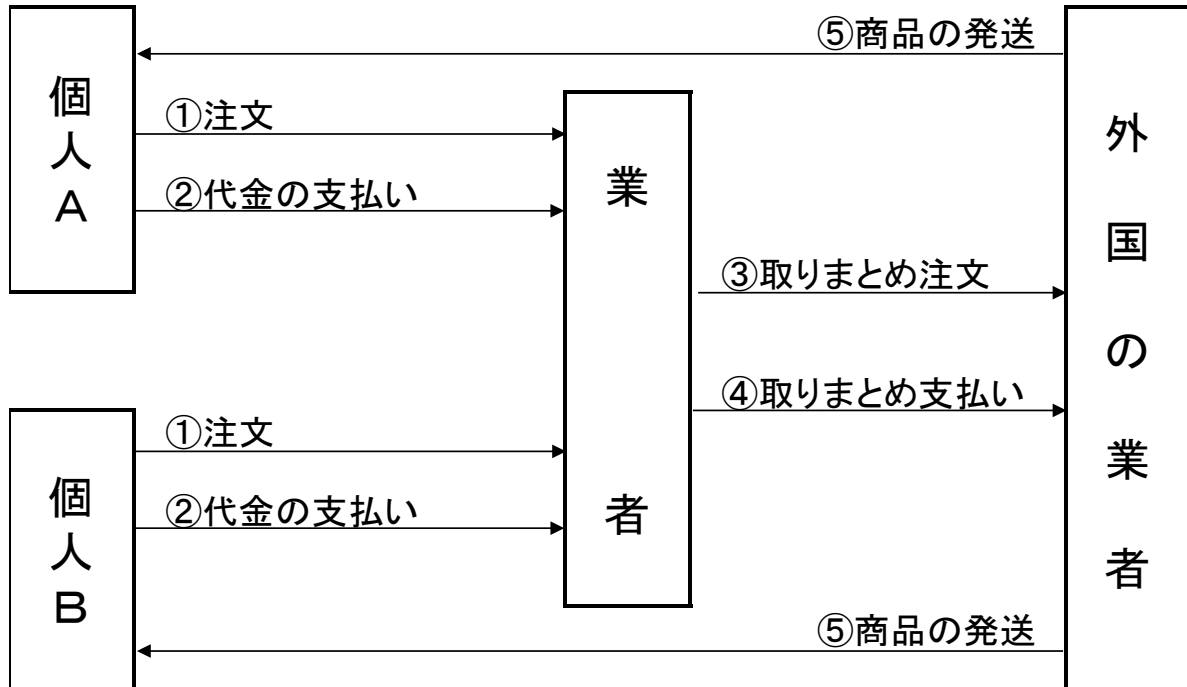 ⑤商品の発送
個人A
①注文
②代金の支払い
業者
外国の業者
③取りまとめ注文
④取りまとめ支払い
個人B
①注文
②代金の支払い
⑤商品の発送